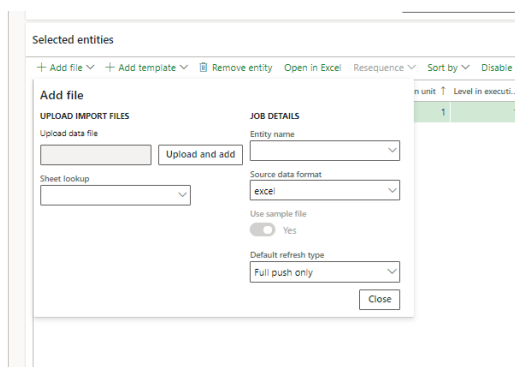 Selected entities
+ Add file + Add template Remove entity Open in Excel Resequence Sort by Disable
Add file
n unit ↑ Level in executi...
UPLOAD IMPORT FILES JOB DETAILS
1
Upload data file Entity name
Upload and add
Sheet lookup Source data format
excel
Use sample file
Yes
Default refresh type
Full push only
Close